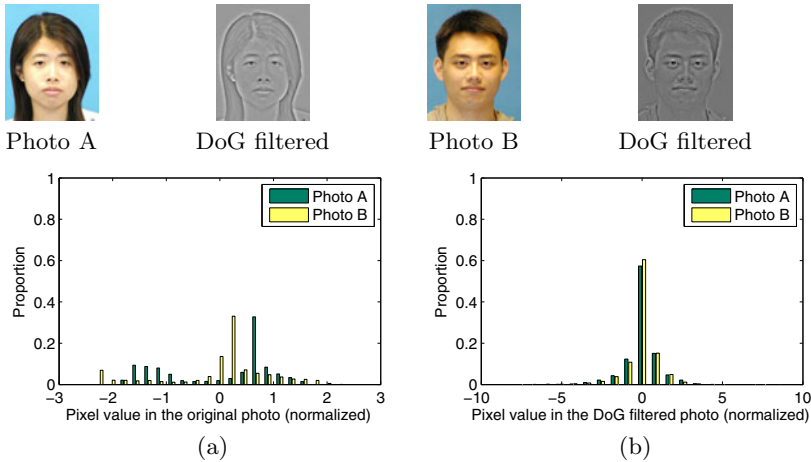 Photo A
DoG filtered
Photo B
DoG filtered
1
0.8
0.6
0.4
0.2
0
Proportion
−3
−2
−1
0
1
2
3
Pixel value in the original photo (normalized)
Photo A
Photo B
(a)
1
0.8
0.6
0.4
0.2
0
Proportion
−10
−5
0
5
10
Pixel value in the DoG filtered photo (normalized)
Photo A
Photo B
(b)